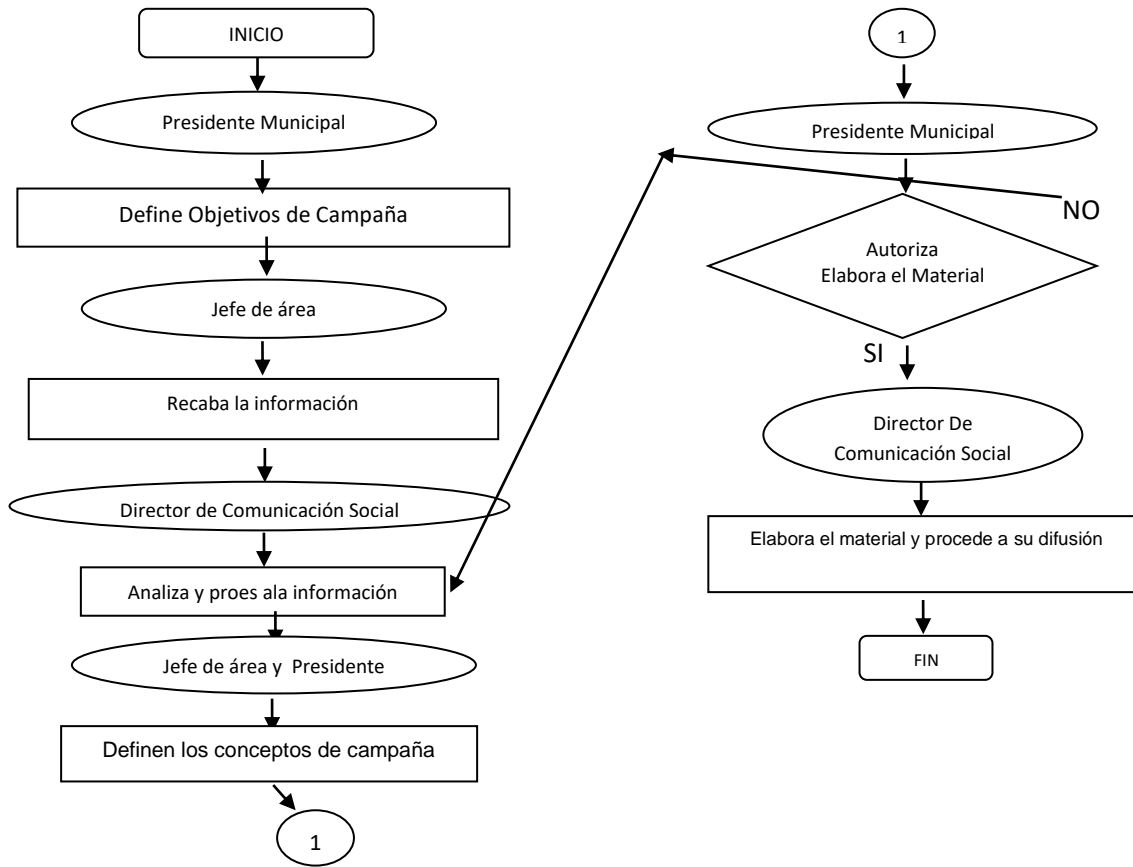 INICIO
Presidente Municipal
Define Objetivos de Campaña
Jefe de área
Recaba la información
Director de Comunicación Social
Analiza y proes ala información
Jefe de área y Presidente
Definen los conceptos de campaña
1
1
Presidente Municipal
NO
Autoriza
Elabora el Material
SI
Director De
Comunicación Social
Elabora el material y procede a su difusión
FIN